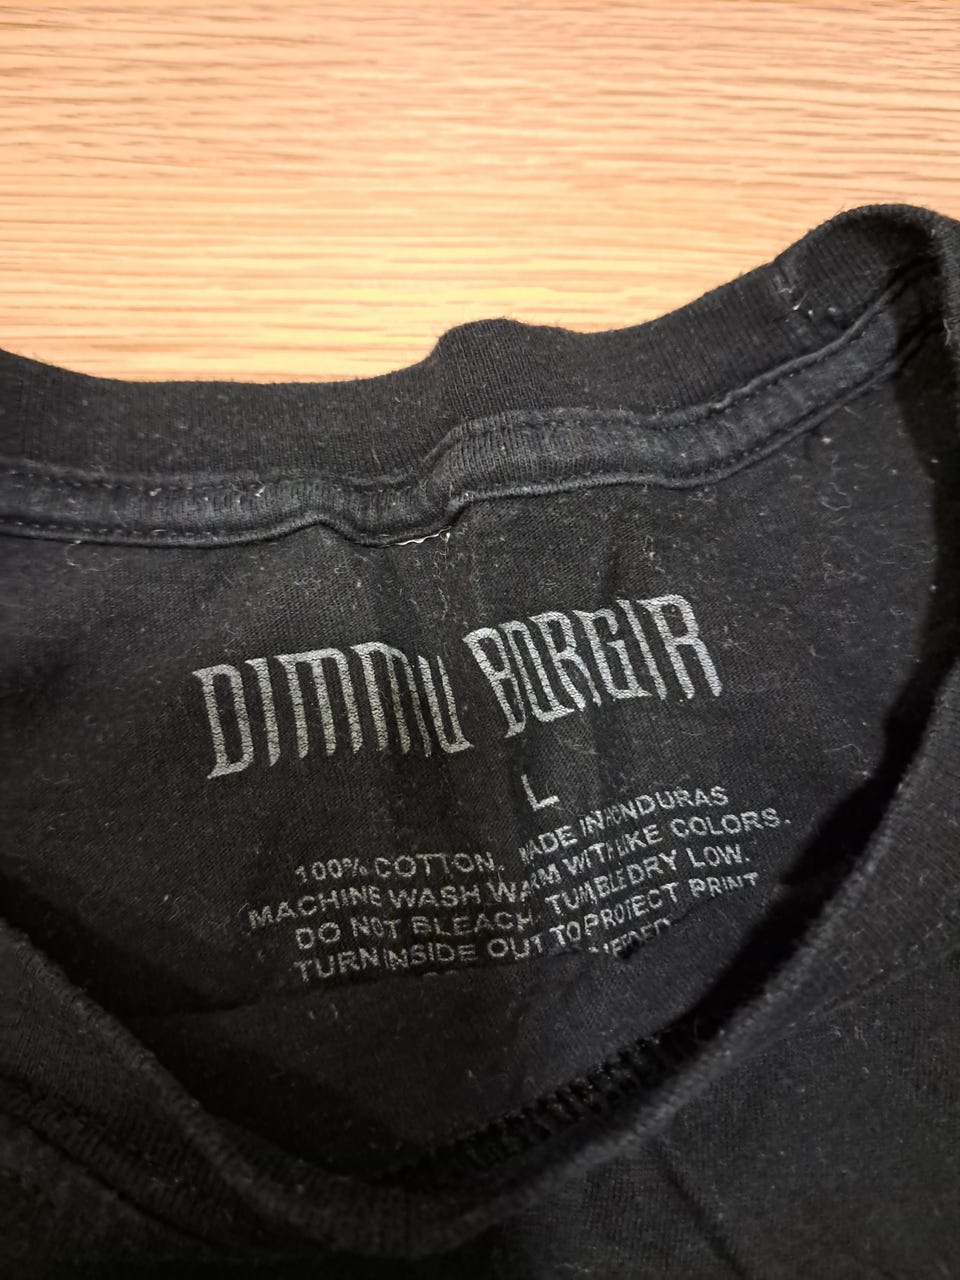 DIMMU BORGIR
L
100% COTTON. MADE IN HONDURAS
MACHINE WASH WARM WITH LIKE COLORS.
DO NOT BLEACH. TUMBLE DRY LOW.
TURN INSIDE OUT TO PROTECT PRINT